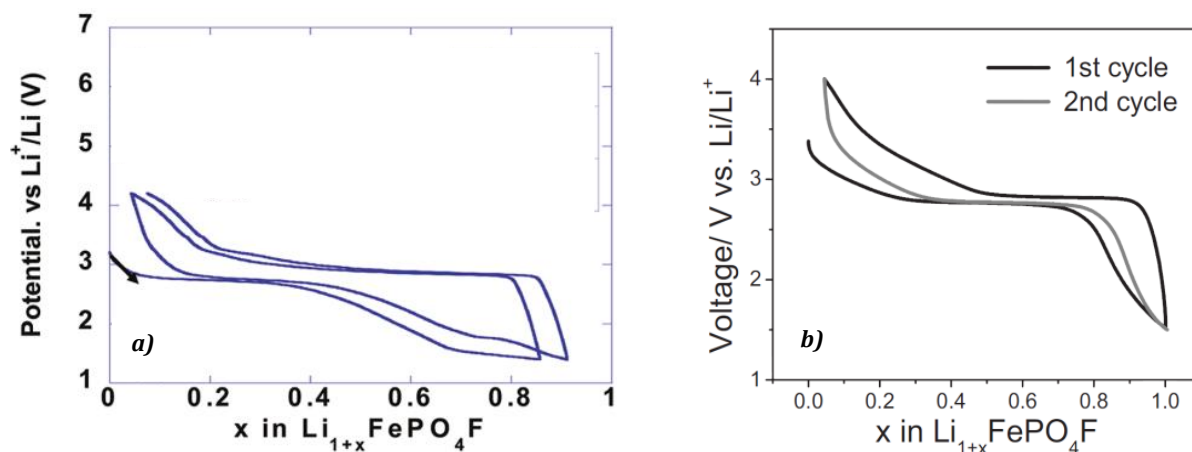 7
6
5
4
3
2
1
Potential. vs Li⁺/Li (V)
a)
0 0.2 0.4 0.6 0.8 1
x in Li₁₊ₓFePO₄F
4
3
2
1
Voltage/ V vs. Li/Li⁺
1st cycle
2nd cycle
b)
0.0 0.2 0.4 0.6 0.8 1.0
x in Li₁₊ₓFePO₄F